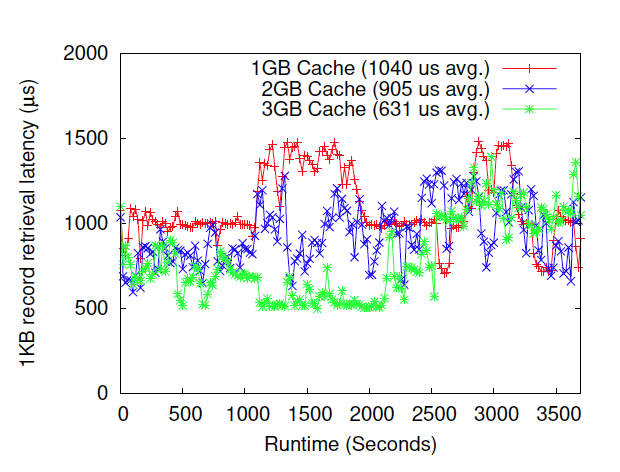 2000
1500
1000
500
0
1KB record retrieval latency (µs)
1GB Cache (1040 us avg.)
2GB Cache (905 us avg.)
3GB Cache (631 us avg.)
0 500 1000 1500 2000 2500 3000 3500
Runtime (Seconds)